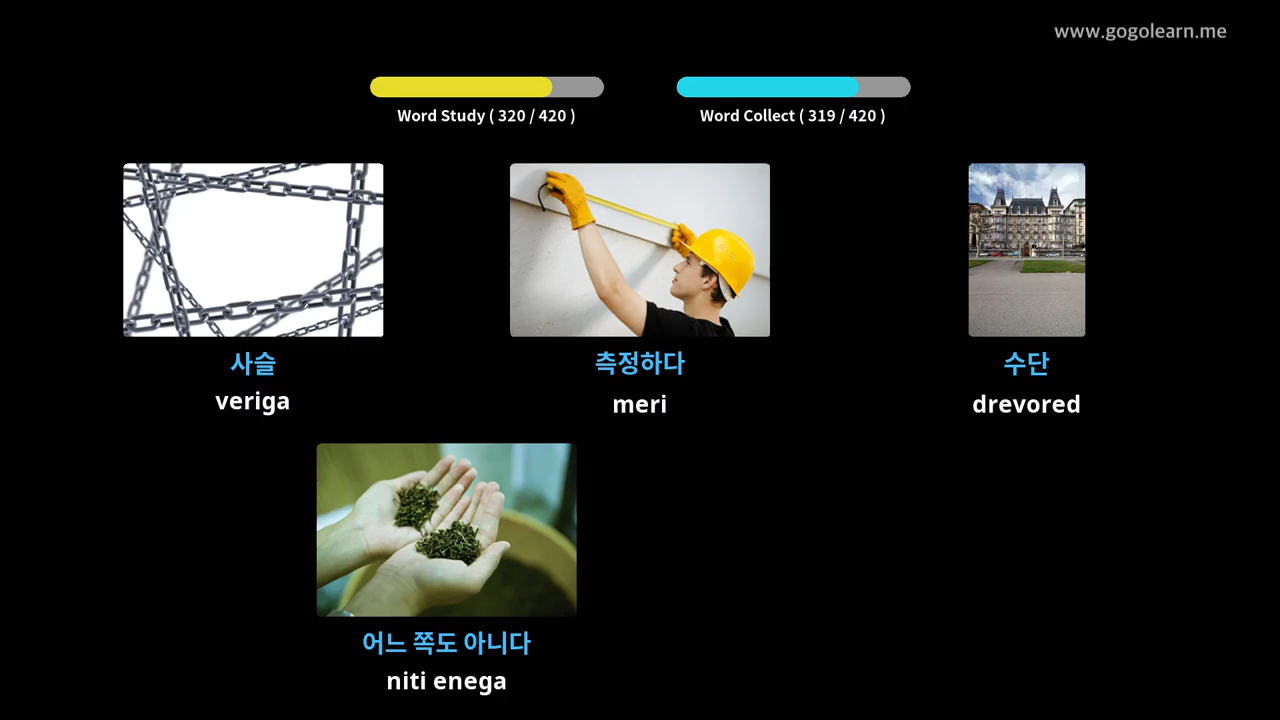 www.gogolearn.me
Word Study ( 320 / 420 )
Word Collect ( 319 / 420 )
사슬
veriga
측정하다
meri
수단
drevored
어느 쪽도 아니다
niti enega